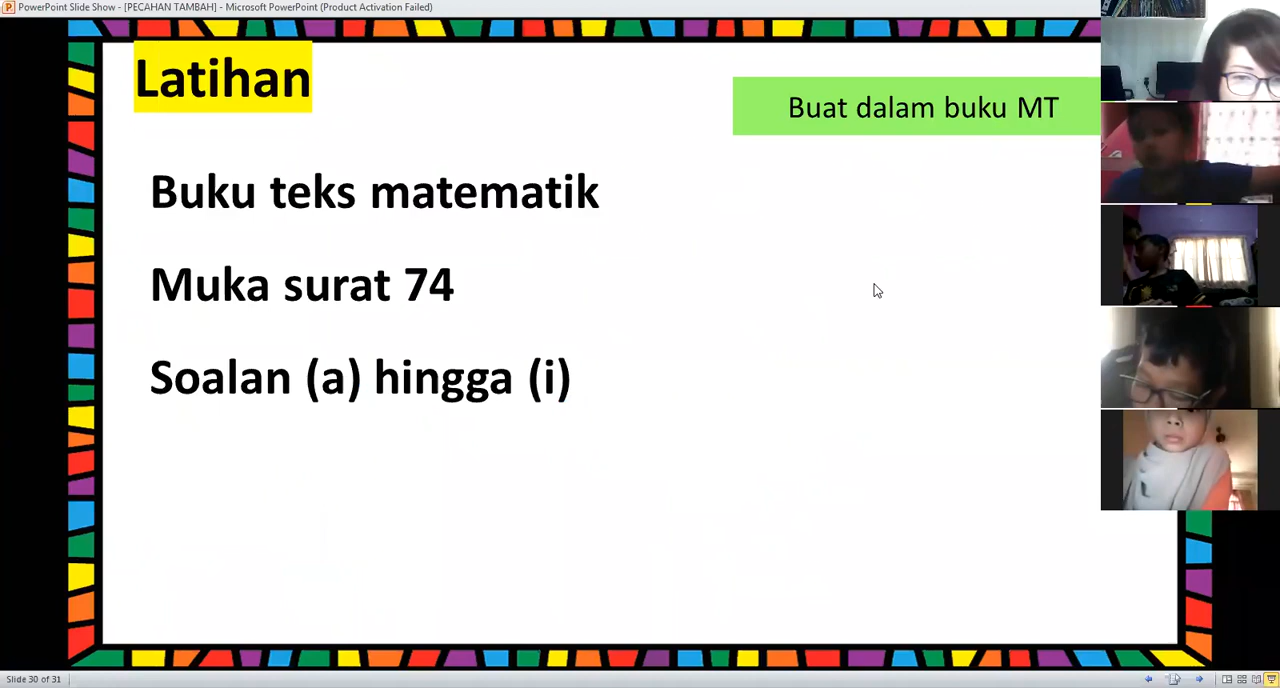 PowerPoint Slide Show - [PECAHAN TAMBAH] - Microsoft PowerPoint (Product Activation Failed)
Latihan
Buat dalam buku MT
Buku teks matematik
Muka surat 74
Soalan (a) hingga (i)
Slide 30 of 31